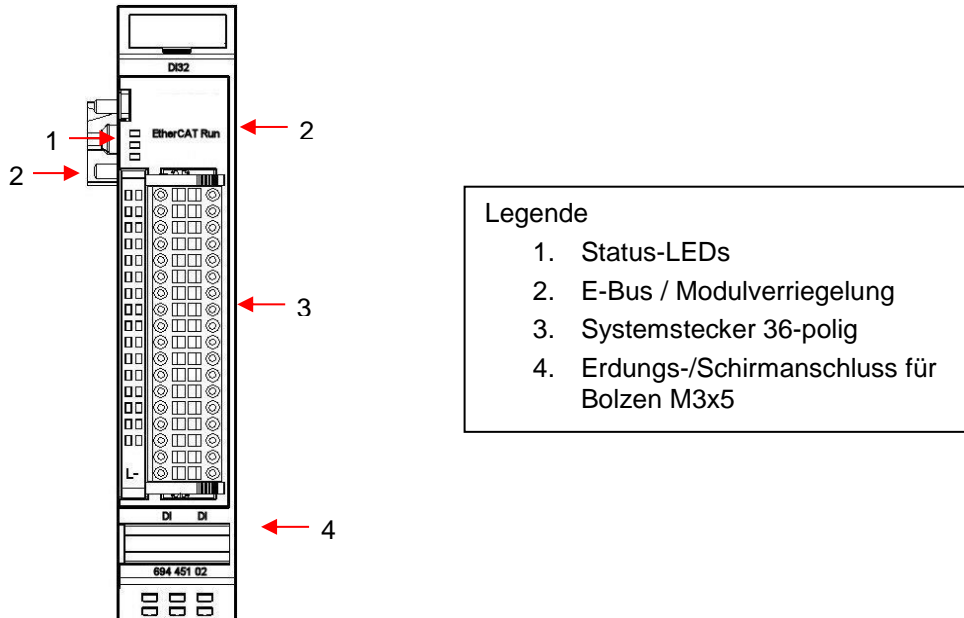 DI32
1
EtherCAT Run
2
2
3
L-
DI DI
4
694 451 02
Legende
1. Status-LEDs
2. E-Bus / Modulverriegelung
3. Systemstecker 36-polig
4. Erdungs-/Schirmanschluss für
Bolzen M3x5